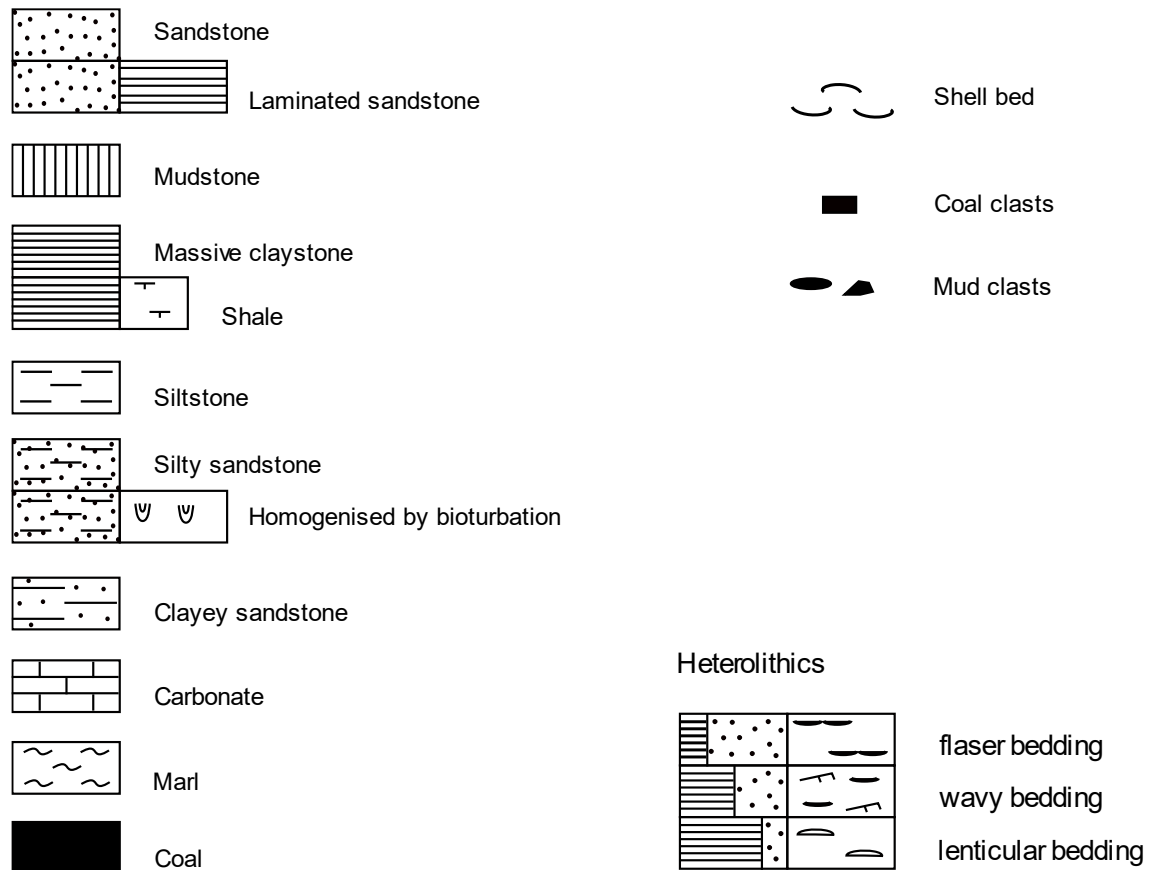 Sandstone
Laminated sandstone
Mudstone
Massive claystone
Shale
Siltstone
Silty sandstone
Homogenised by bioturbation
Clayey sandstone
Carbonate
Marl
Coal
Shell bed
Coal clasts
Mud clasts
Heterolithics
flaser bedding
wavy bedding
lenticular bedding